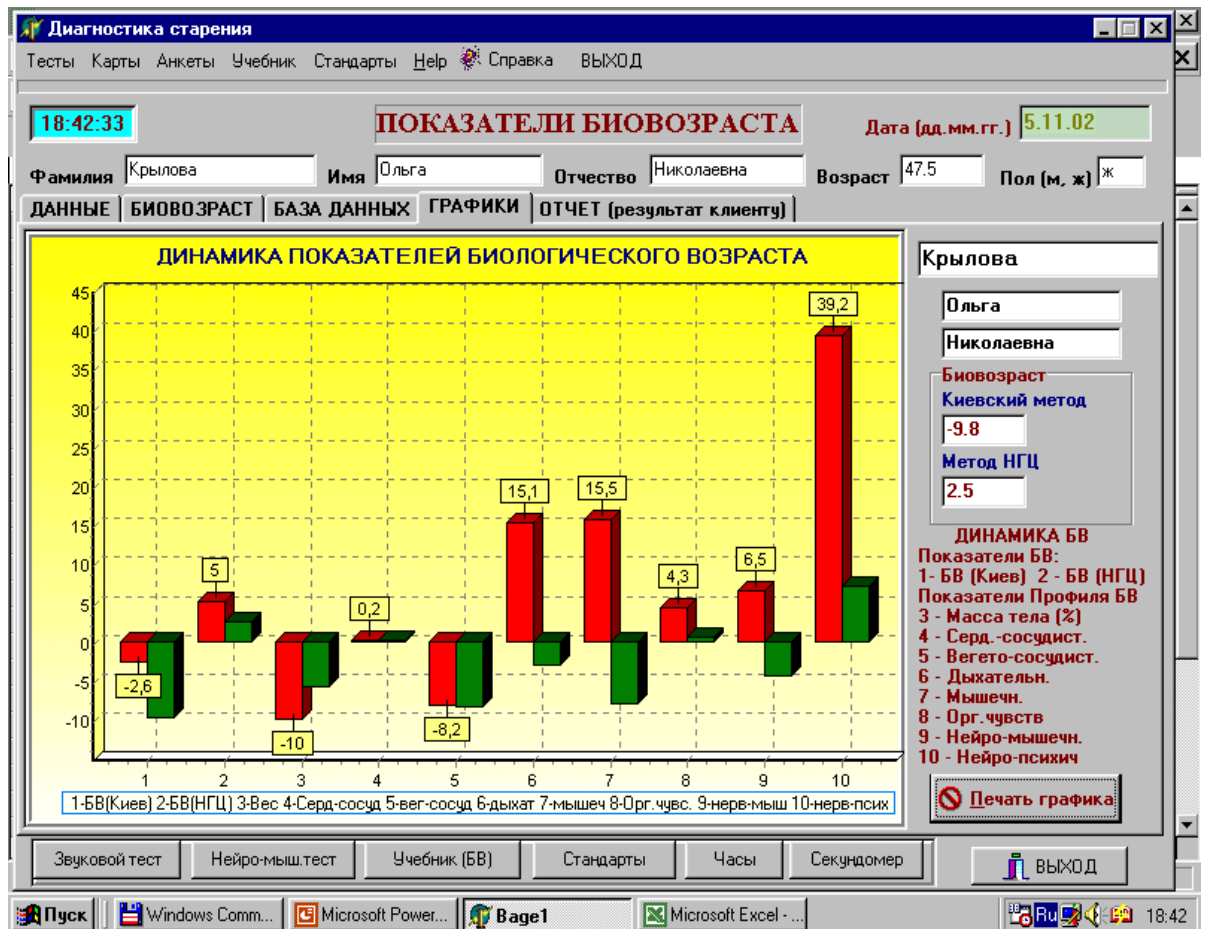 Диагностика старения
Тесты Карты Анкеты Учебник Стандарты Help Справка ВЫХОД
18:42:33 ПОКАЗАТЕЛИ БИОВОЗРАСТА Дата (дд.мм.гг.) 5.11.02
Фамилия Крылова Имя Ольга Отчество Николаевна Возраст 47.5 Пол (м, ж) ж
ДАННЫЕ БИОВОЗРАСТ БАЗА ДАННЫХ ГРАФИКИ ОТЧЕТ (результат клиенту)
ДИНАМИКА ПОКАЗАТЕЛЕЙ БИОЛОГИЧЕСКОГО ВОЗРАСТА
45
40
35
30
25
20
15
10
5
0
-5
-10
-2,6
5
-10
0,2
-8,2
15,1
15,5
4,3
6,5
39,2
1 2 3 4 5 6 7 8 9 10
1-БВ(Киев) 2-БВ(НГЦ) 3-Вес 4-Серд-сосуд 5-вег-сосуд 6-дыхат 7-мышеч 8-Орг.чувс. 9-нерв-мыш 10-нерв-псих
Крылова
Ольга
Николаевна
Биовозраст
Киевский метод
-9.8
Метод НГЦ
2.5
ДИНАМИКА БВ
Показатели БВ:
1- БВ (Киев) 2 - БВ (НГЦ)
Показатели Профиля БВ
3 - Масса тела (%)
4 - Серд.-сосудист.
5 - Вегето-сосудист.
6 - Дыхательн.
7 - Мышечн.
8 - Орг.чувств
9 - Нейро-мышечн.
10 - Нейро-психич
Печать графика
Звуковой тест Нейро-мыш.тест Учебник (БВ) Стандарты Часы Секундомер ВЫХОД
Пуск Windows Comm... Microsoft Power... Bage1 Microsoft Excel - ... Ru 18:42